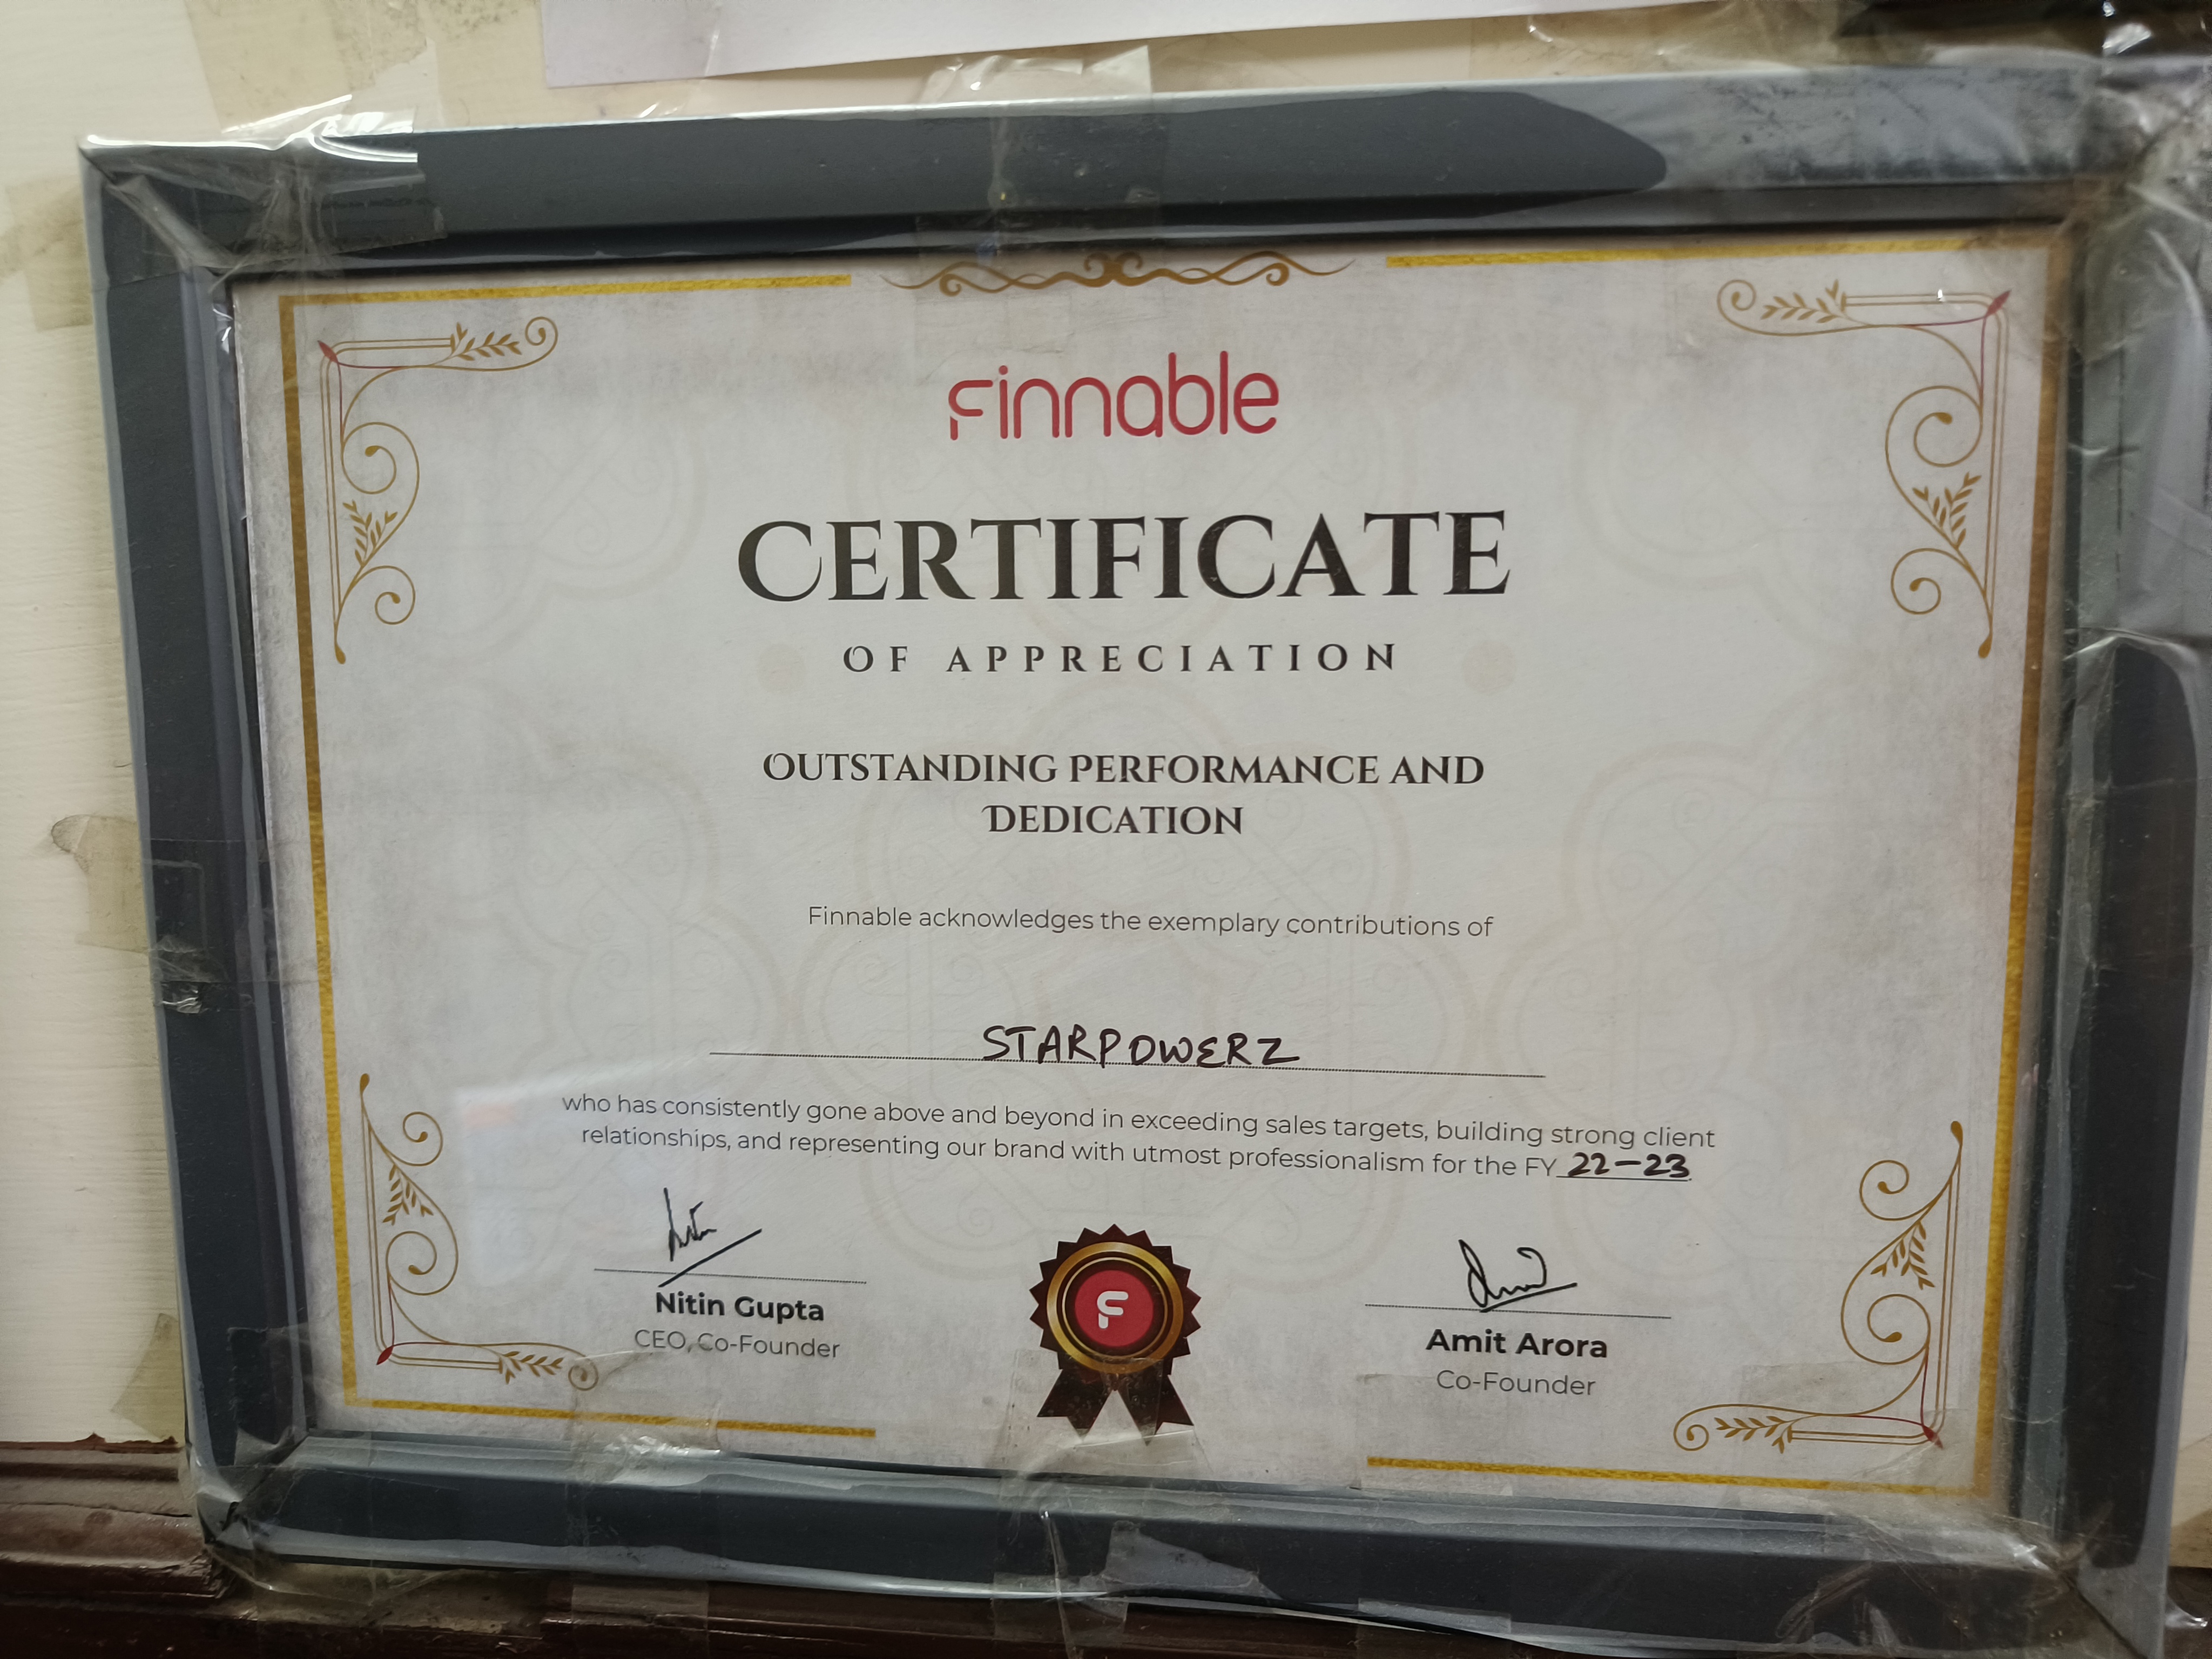 Finnable
CERTIFICATE
OF APPRECIATION
OUTSTANDING PERFORMANCE AND
DEDICATION
Finnable acknowledges the exemplary contributions of
STARPOWERZ
who has consistently gone above and beyond in exceeding sales targets, building strong client
relationships, and representing our brand with utmost professionalism for the FY 22-23.
Nitin Gupta
CEO, Co-Founder
Amit Arora
Co-Founder